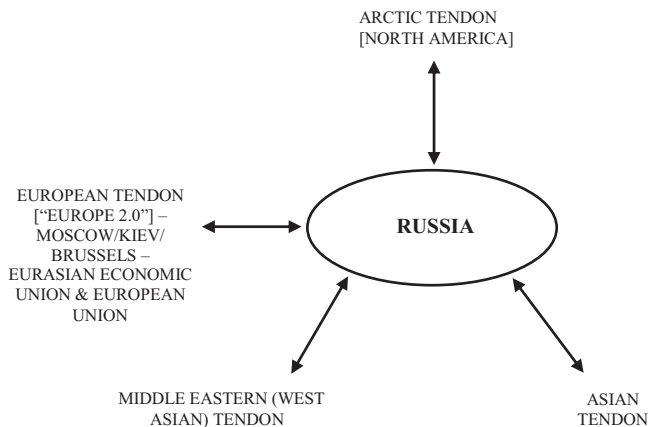 ARCTIC TENDON
[NORTH AMERICA]
EUROPEAN TENDON
[“EUROPE 2.0”] –
MOSCOW/KIEV/
BRUSSELS –
EURASIAN ECONOMIC
UNION & EUROPEAN
UNION
RUSSIA
MIDDLE EASTERN (WEST
ASIAN) TENDON
ASIAN
TENDON